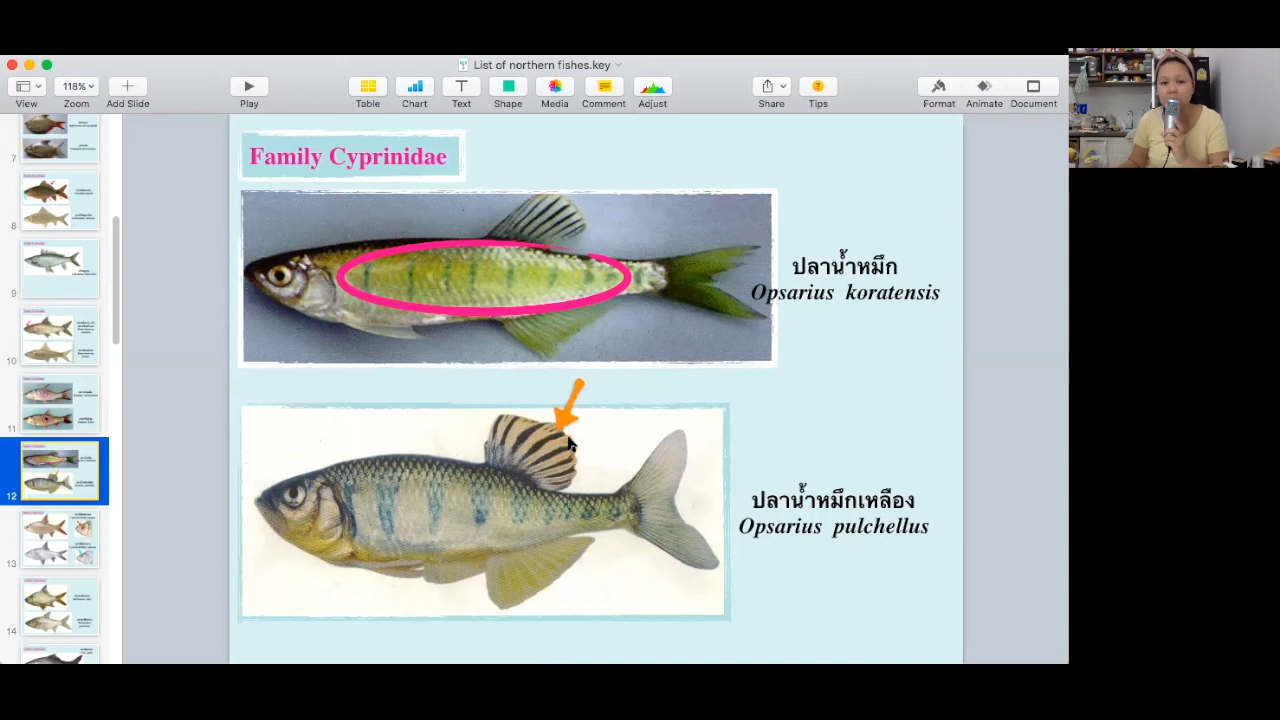 List of northern fishes.key
118%
View
Zoom
Add Slide
Play
Table
Chart
Text
Shape
Media
Comment
Adjust
Share
Tips
Format
Animate
Document
7
8
9
10
11
12
13
14
Family Cyprinidae
ปลาน้ำหมึก
Opsarius koratensis
ปลาน้ำหมึกเหลือง
Opsarius pulchellus